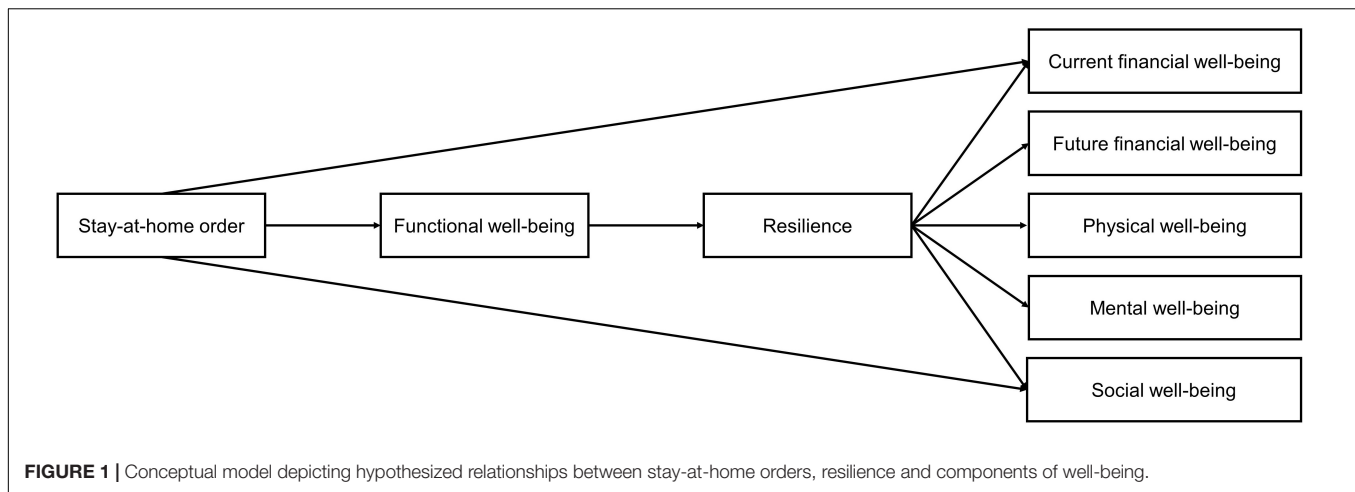 Current financial well-being
Future financial well-being
Stay-at-home order
Functional well-being
Resilience
Physical well-being
Mental well-being
Social well-being
FIGURE 1 | Conceptual model depicting hypothesized relationships between stay-at-home orders, resilience and components of well-being.